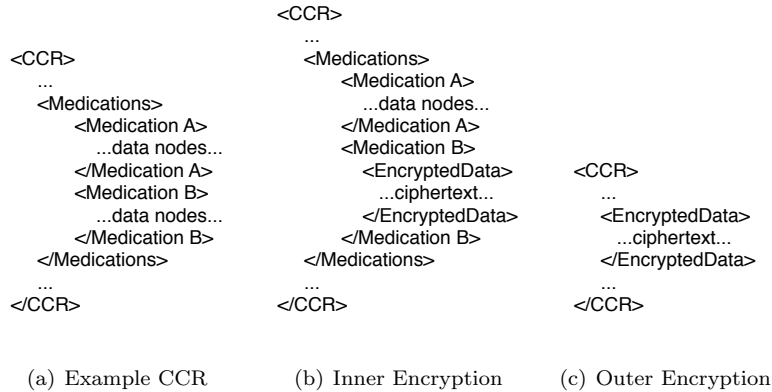 <CCR>
...
<Medications>
<Medication A>
...data nodes...
</Medication A>
<Medication B>
...data nodes...
</Medication B>
</Medications>
...
</CCR>
(a) Example CCR
<CCR>
...
<Medications>
<Medication A>
...data nodes...
</Medication A>
<Medication B>
<EncryptedData>
...ciphertext...
</EncryptedData>
</Medication B>
</Medications>
...
</CCR>
(b) Inner Encryption
<CCR>
...
<EncryptedData>
...ciphertext...
</EncryptedData>
...
</CCR>
(c) Outer Encryption